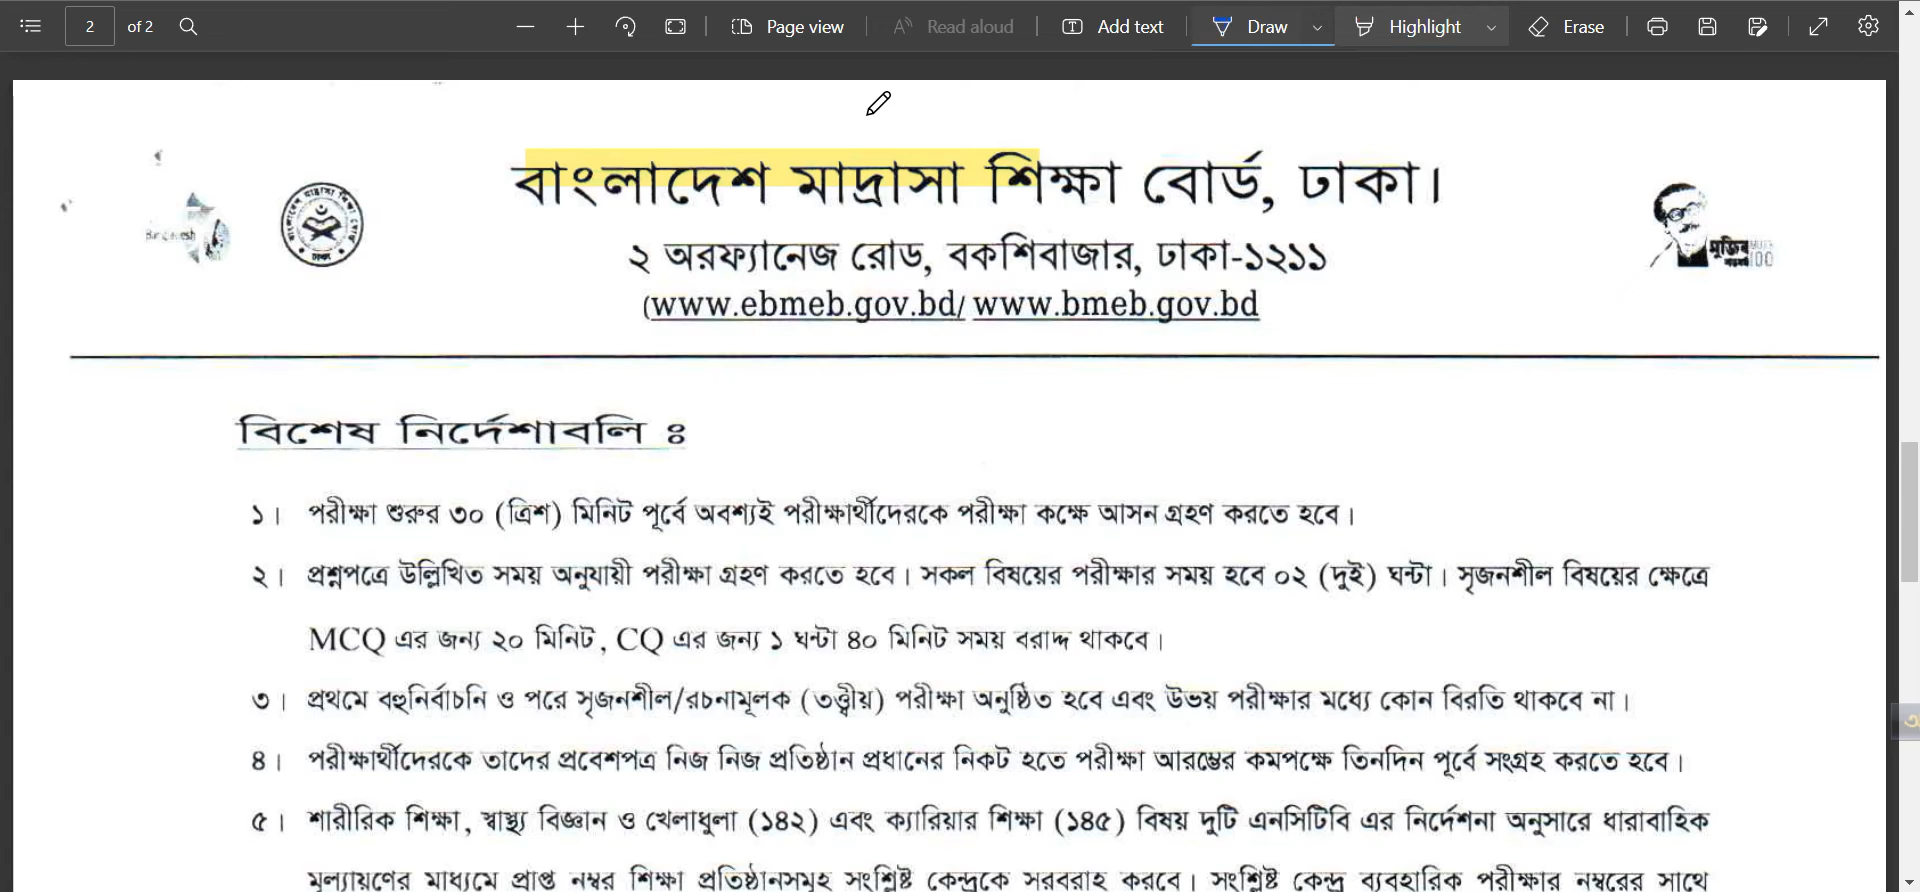 2 of 2 Page view Read aloud Add text Draw Highlight Erase
বাংলাদেশ মাদ্রাসা শিক্ষা বোর্ড, ঢাকা।
২ অরফ্যানেজ রোড, বকশিবাজার, ঢাকা-১২১১
(www.ebmeb.gov.bd/ www.bmeb.gov.bd
মুজিব
100
বিশেষ নির্দেশাবলি ঃ
১। পরীক্ষা শুরুর ৩০ (ত্রিশ) মিনিট পূর্বে অবশ্যই পরীক্ষার্থীদেরকে পরীক্ষা কক্ষে আসন গ্রহণ করতে হবে।
২। প্রশ্নপত্রে উল্লিখিত সময় অনুযায়ী পরীক্ষা গ্রহণ করতে হবে। সকল বিষয়ের পরীক্ষার সময় হবে ০২ (দুই) ঘন্টা। সৃজনশীল বিষয়ের ক্ষেত্রে
MCQ এর জন্য ২০ মিনিট, CQ এর জন্য ১ ঘন্টা ৪০ মিনিট সময় বরাদ্দ থাকবে।
৩। প্রথমে বহুনির্বাচনি ও পরে সৃজনশীল/রচনামূলক (তত্ত্বীয়) পরীক্ষা অনুষ্ঠিত হবে এবং উভয় পরীক্ষার মধ্যে কোন বিরতি থাকবে না।
৪। পরীক্ষার্থীদেরকে তাদের প্রবেশপত্র নিজ নিজ প্রতিষ্ঠান প্রধানের নিকট হতে পরীক্ষা আরম্ভের কমপক্ষে তিনদিন পূর্বে সংগ্রহ করতে হবে।
৫। শারীরিক শিক্ষা, স্বাস্থ্য বিজ্ঞান ও খেলাধুলা (১৪২) এবং ক্যারিয়ার শিক্ষা (১৪৫) বিষয় দুটি এনসিটিবি এর নির্দেশনা অনুসারে ধারাবাহিক
মূল্যায়ণের মাধ্যমে প্রাপ্ত নম্বর শিক্ষা প্রতিষ্ঠানসমূহ সংশ্লিষ্ট কেন্দ্রকে সরবরাহ করবে। সংশ্লিষ্ট কেন্দ্র ব্যবহারিক পরীক্ষার নম্বরের সাথে